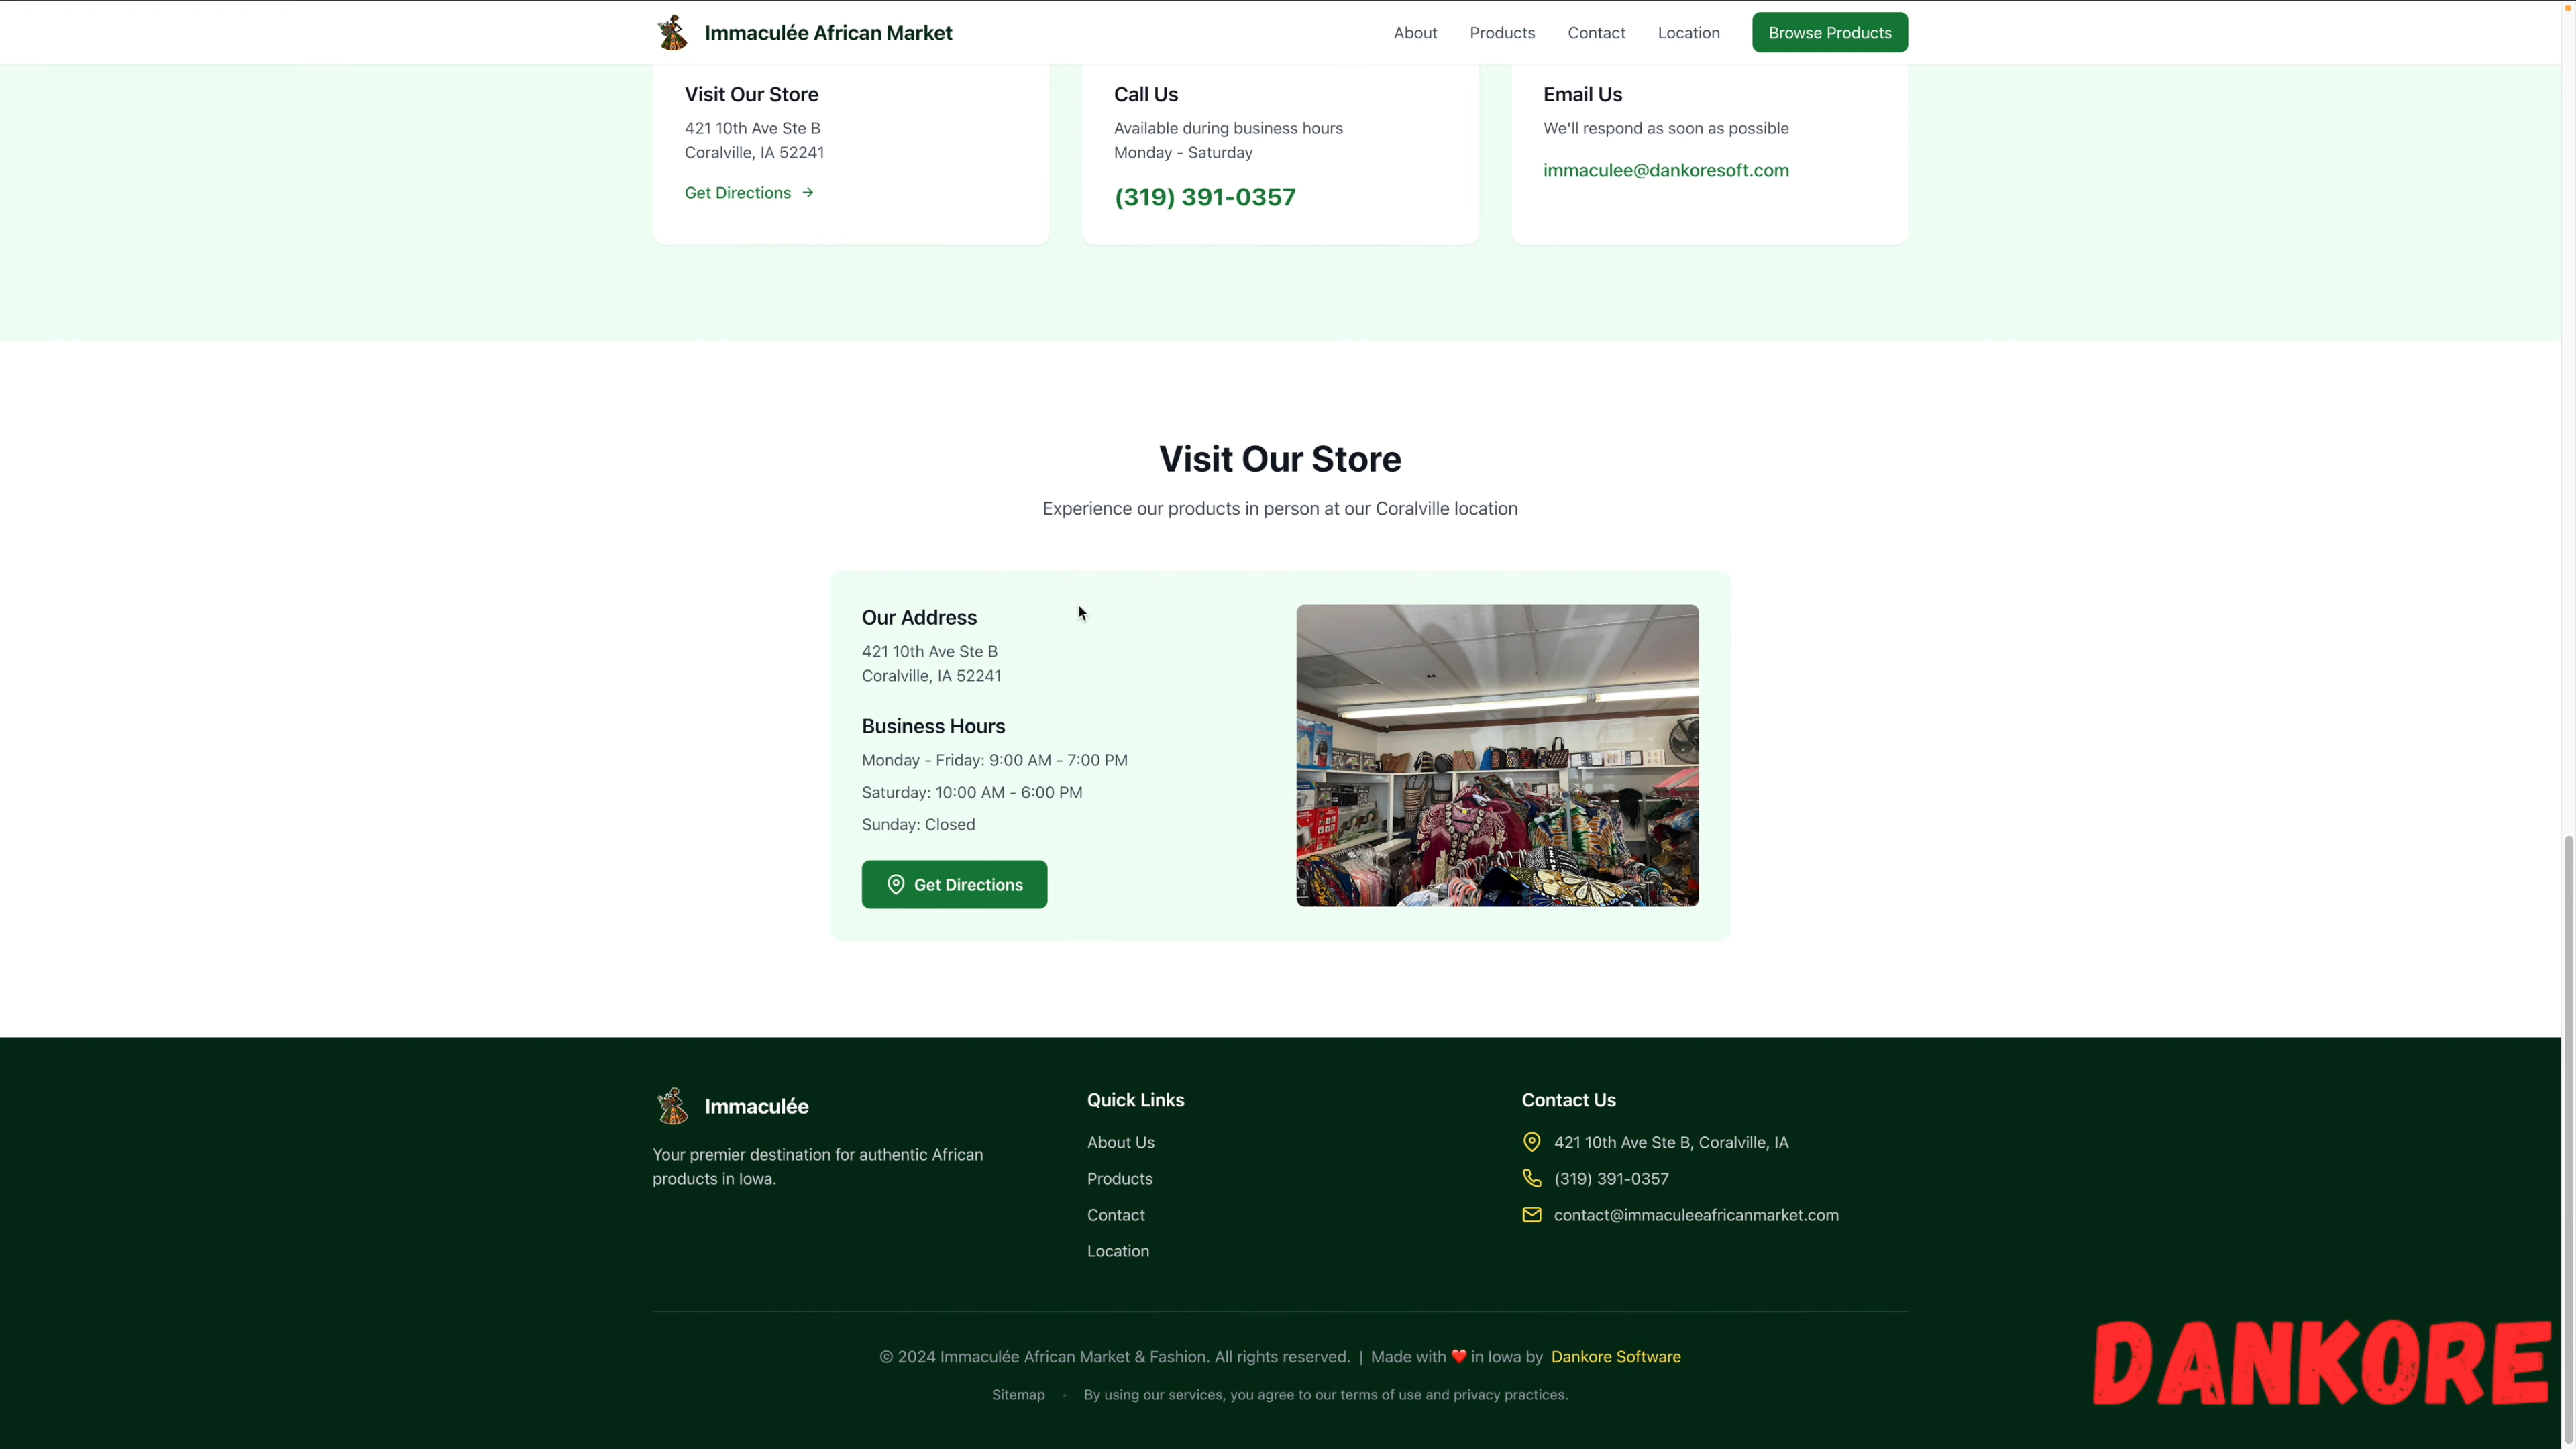 Immaculée African Market
About
Products
Contact
Location
Browse Products
Visit Our Store
421 10th Ave Ste B
Coralville, IA 52241
Get Directions →
Call Us
Available during business hours
Monday - Saturday
(319) 391-0357
Email Us
We'll respond as soon as possible
immaculee@dankoresoft.com
Visit Our Store
Experience our products in person at our Coralville location
Our Address
421 10th Ave Ste B
Coralville, IA 52241
Business Hours
Monday - Friday: 9:00 AM - 7:00 PM
Saturday: 10:00 AM - 6:00 PM
Sunday: Closed
Get Directions
Immaculée
Your premier destination for authentic African
products in Iowa.
Quick Links
About Us
Products
Contact
Location
Contact Us
421 10th Ave Ste B, Coralville, IA
(319) 391-0357
contact@immaculeeafricanmarket.com
© 2024 Immaculée African Market & Fashion. All rights reserved. | Made with ❤️ in Iowa by Dankore Software
Sitemap · By using our services, you agree to our terms of use and privacy practices.
DANKORE